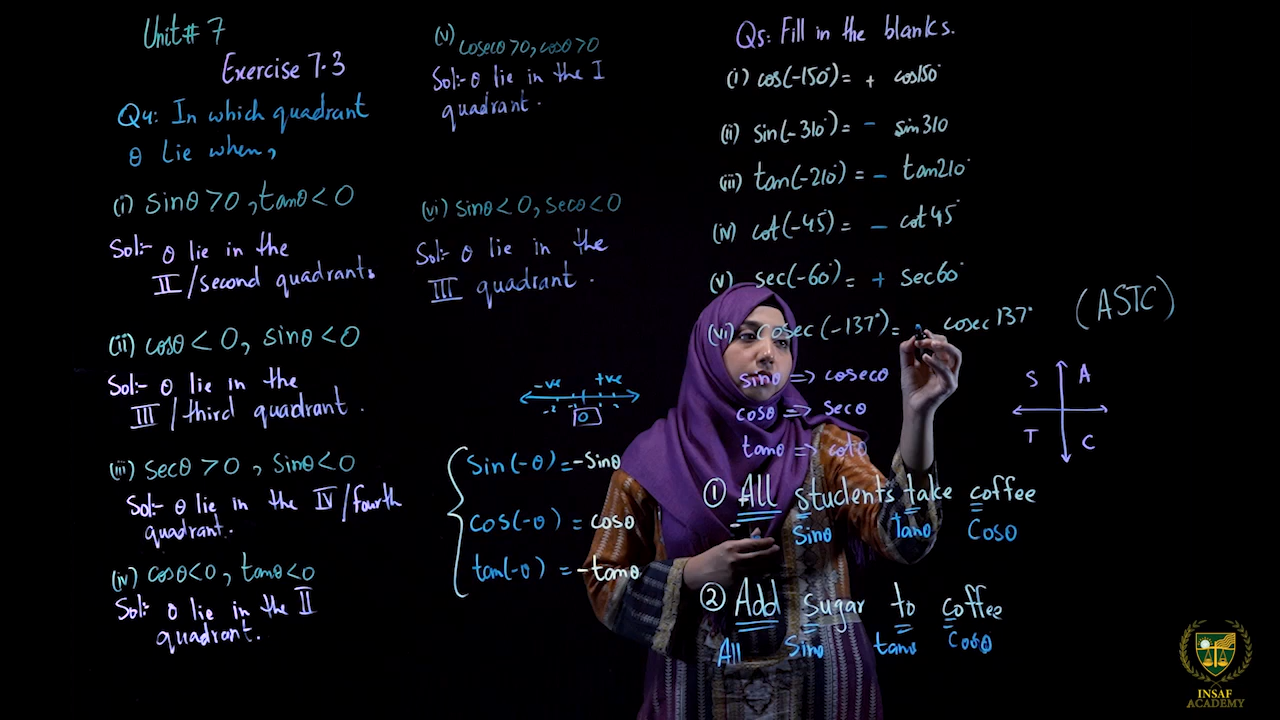 Unit# 7
Exercise 7.3
Q4: In which quadrant
θ Lie when,
(i) sinθ >0 , tanθ < 0
Sol:- θ lie in the
II/second quadrants
(ii) cosθ < 0, sinθ < 0
Sol:- θ lie in the
III/third quadrant.
(iii) secθ >0 , sinθ <0
Sol:- θ lie in the IV/fourth
quadrant.
(iv) cosθ<0 , tanθ <0
Sol:- θ lie in the II
quadrant.
(v) cosecθ >0, cosθ >0
Sol:- θ lie in the I
quadrant.
(vi) sinθ < 0, secθ < 0
Sol:- θ lie in the
III quadrant.
-ve +ve
-2 -1 0 1 2
sin(-θ) = -sinθ
cos(-θ) = cosθ
tan(-θ) = -tanθ
Q5: Fill in the blanks.
(i) cos(-150°)= + cos150°
(ii) sin(-310°)= - sin310
(iii) tan(-210°) = - tan210°
(iv) cot(-45°) = - cot45°
(v) sec(-60°)= + sec60°
(vi) cosec(-137°)= cosec137°
(ASTC)
sinθ => cosecθ
cosθ => secθ
tanθ => cotθ
S A
T C
① All students take coffee
sinθ tanθ cosθ
② Add sugar to coffee
All sinθ tanθ cosθ
INSAF
ACADEMY